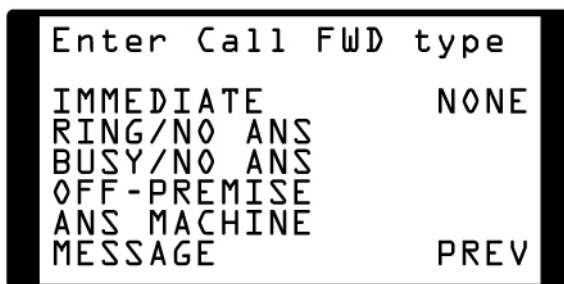 Enter Call FWD type
IMMEDIATE NONE
RING/NO ANS
BUSY/NO ANS
OFF-PREMISE
ANS MACHINE
MESSAGE PREV